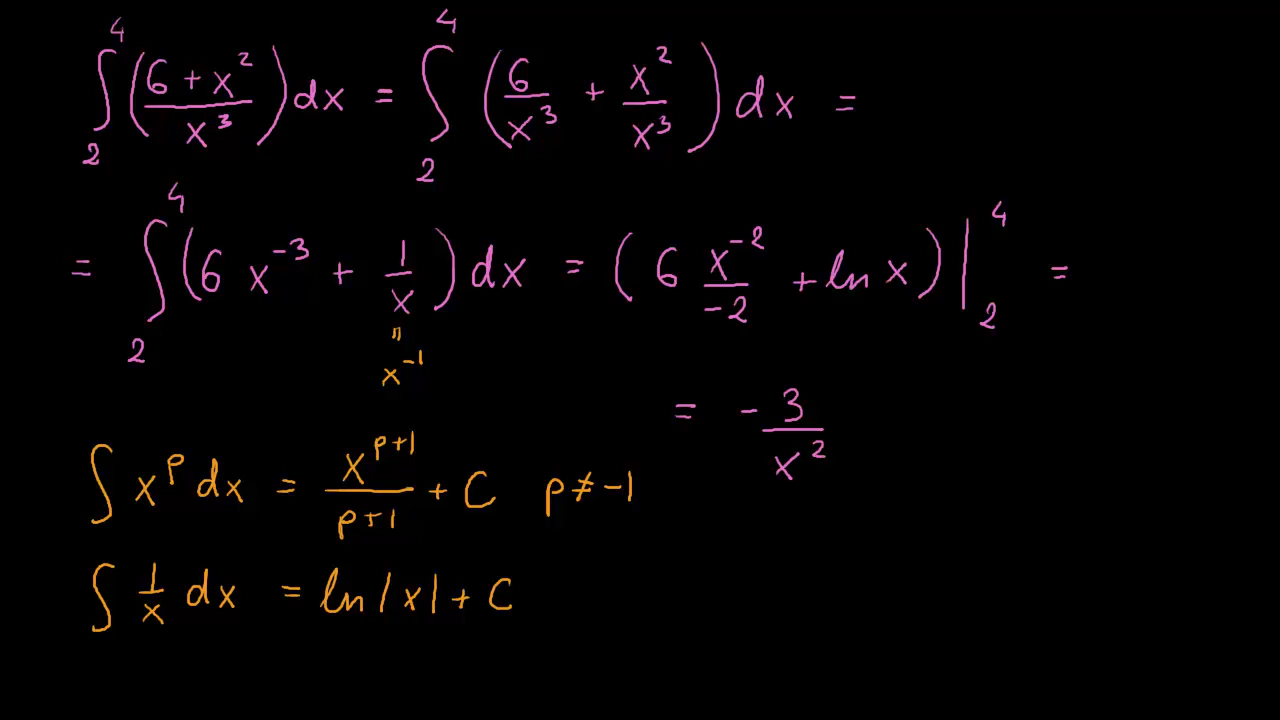 ∫₂⁴ ((6 + x²)/x³) dx = ∫₂⁴ (6/x³ + x²/x³) dx =
= ∫₂⁴ (6 x⁻³ + 1/x) dx = (6 x⁻²/-2 + ln x) |₂⁴ =
" x⁻¹
= - 3/x²
∫ xᵖ dx = xᵖ⁺¹/(p+1) + C p ≠ -1
∫ 1/x dx = ln |x| + C